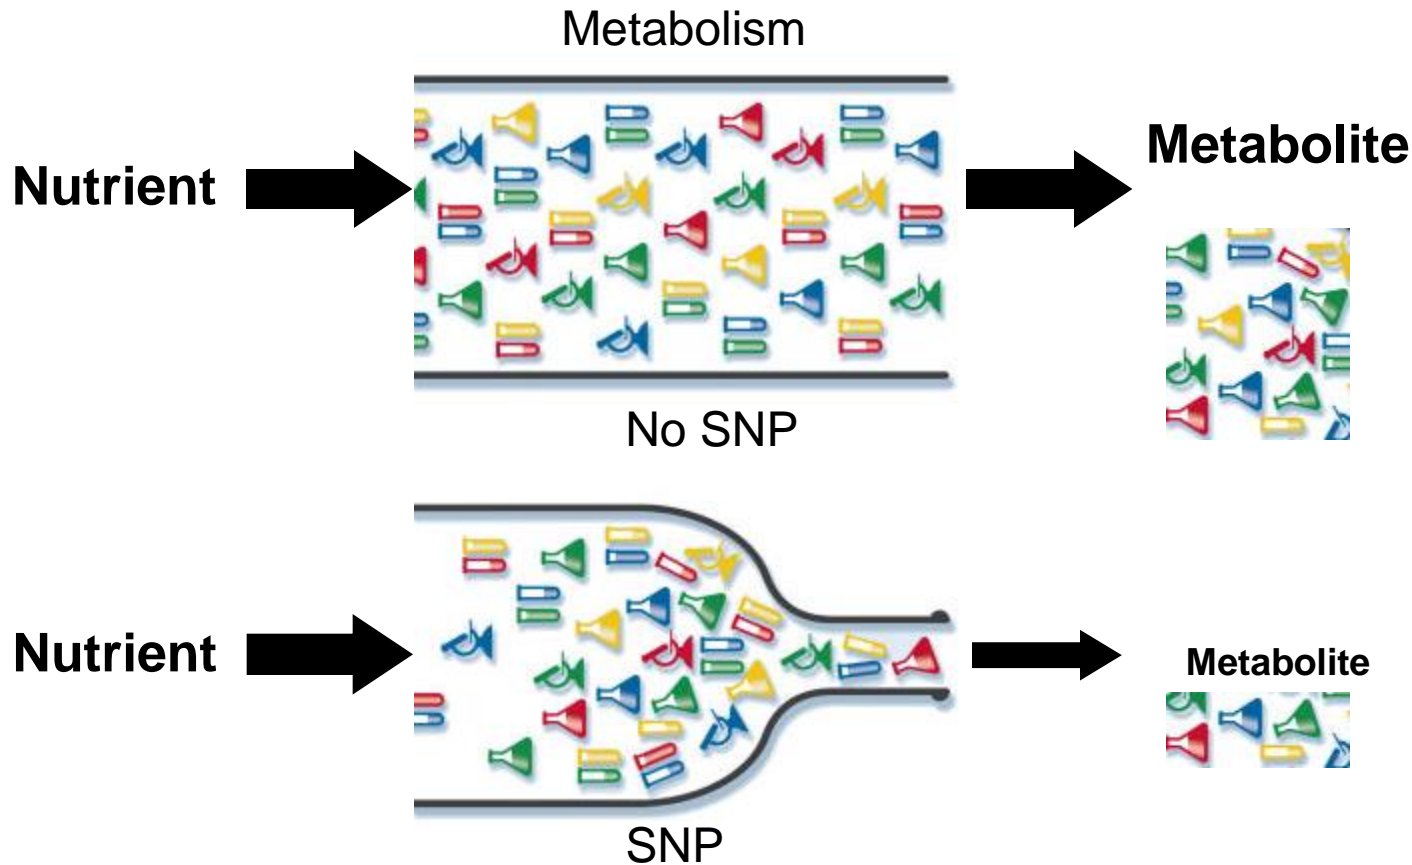 Metabolism
Nutrient
Metabolite
No SNP
Nutrient
Metabolite
SNP